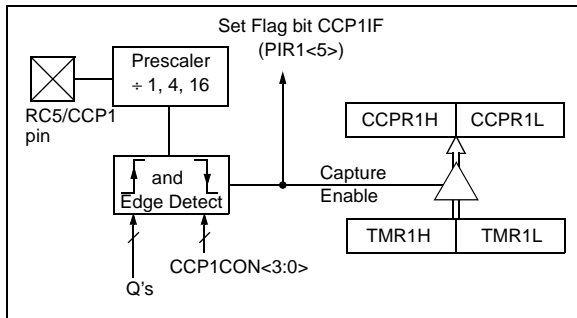 Set Flag bit CCP1IF
(PIR1<5>)
Prescaler
÷ 1, 4, 16
RC5/CCP1
pin
CCPR1H CCPR1L
and
Edge Detect
Capture
Enable
TMR1H TMR1L
CCP1CON<3:0>
Q's